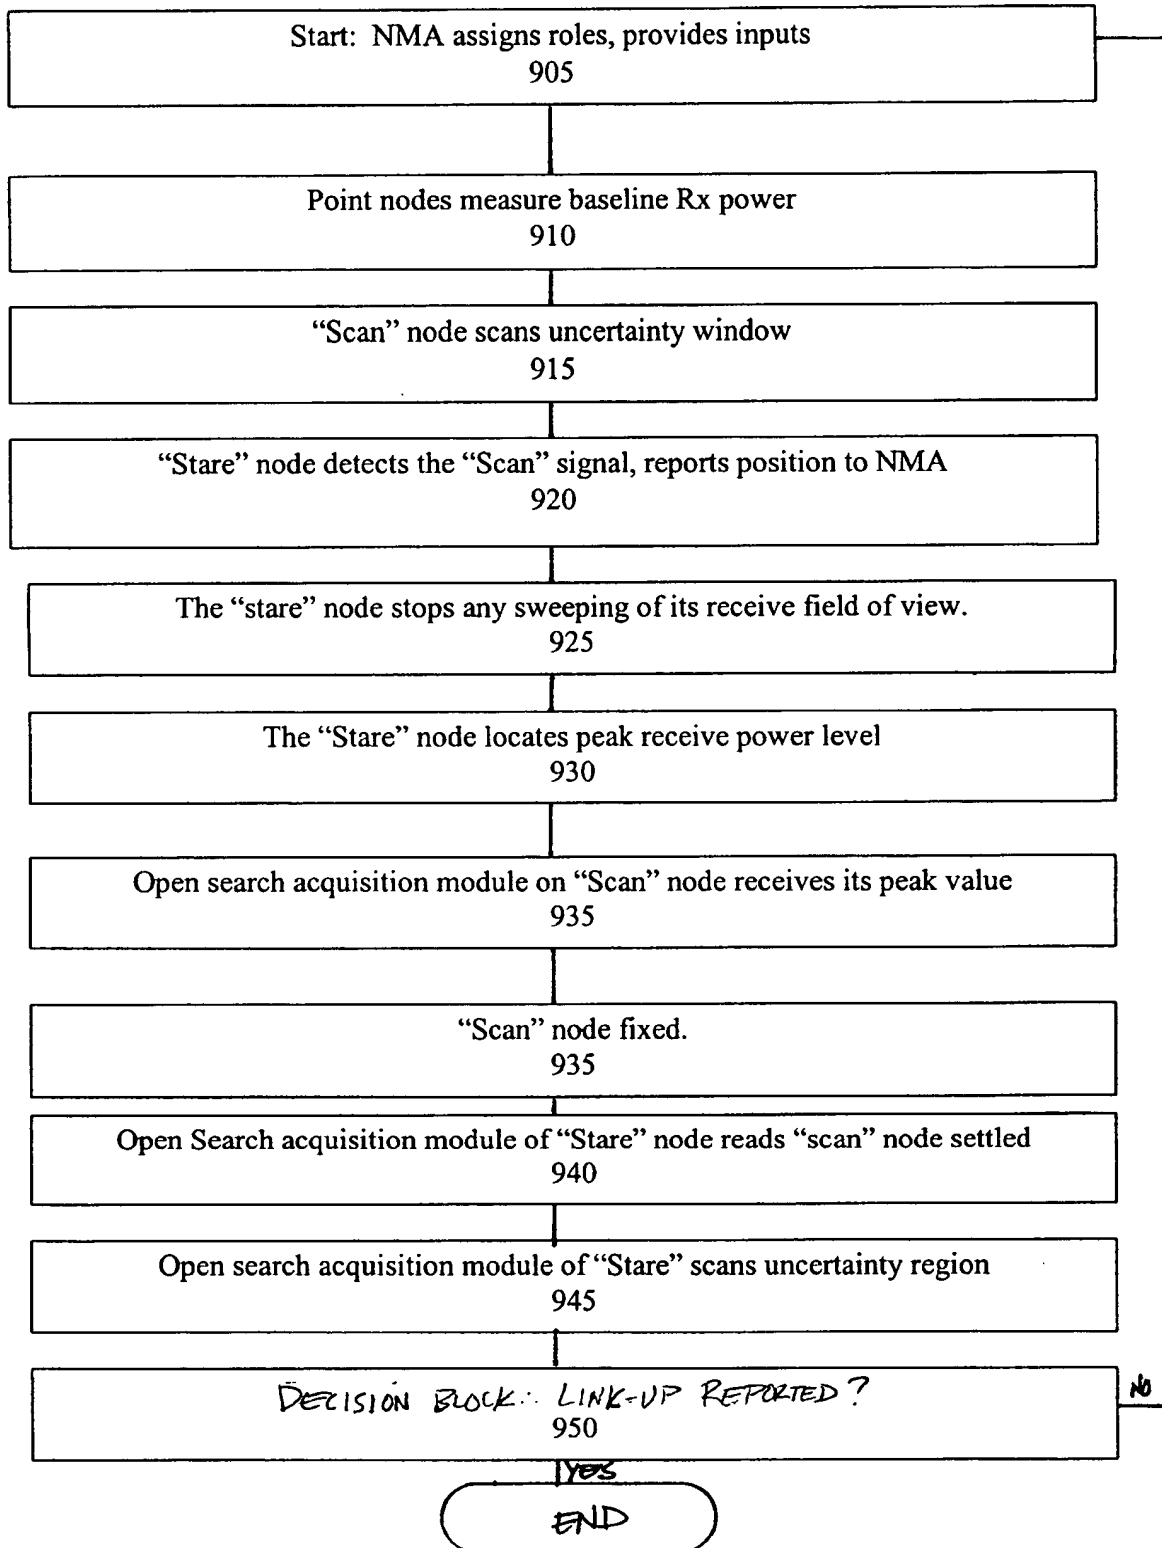 Start: NMA assigns roles, provides inputs
905
Point nodes measure baseline Rx power
910
“Scan” node scans uncertainty window
915
“Stare” node detects the “Scan” signal, reports position to NMA
920
The “stare” node stops any sweeping of its receive field of view.
925
The “Stare” node locates peak receive power level
930
Open search acquisition module on “Scan” node receives its peak value
935
“Scan” node fixed.
935
Open Search acquisition module of “Stare” node reads “scan” node settled
940
Open search acquisition module of “Stare” scans uncertainty region
945
DECISION BLOCK: LINK-UP REPORTED?
NO
950
YES
END